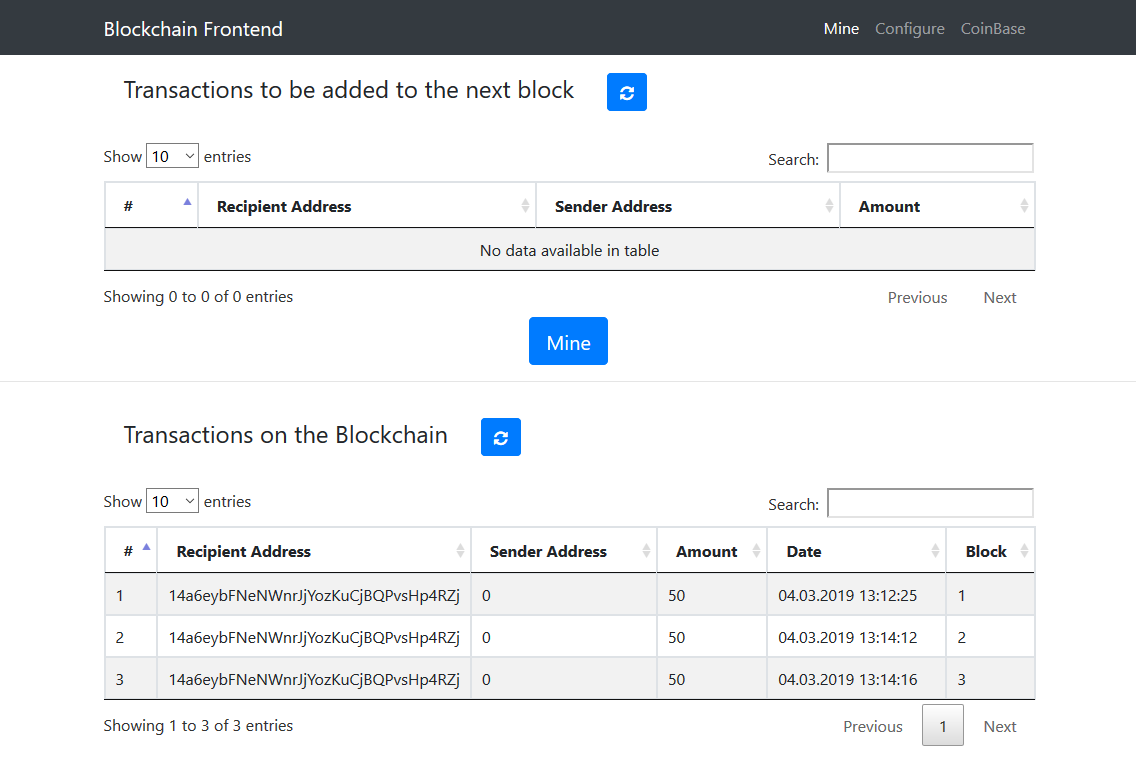 Blockchain Frontend Mine Configure CoinBase
Transactions to be added to the next block
Show 10 entries Search:
# Recipient Address Sender Address Amount
No data available in table
Showing 0 to 0 of 0 entries Previous Next
Mine
Transactions on the Blockchain
Show 10 entries Search:
# Recipient Address Sender Address Amount Date Block
1 14a6eybFNeNWnrJjYozKuCjBQPvsHp4RZj 0 50 04.03.2019 13:12:25 1
2 14a6eybFNeNWnrJjYozKuCjBQPvsHp4RZj 0 50 04.03.2019 13:14:12 2
3 14a6eybFNeNWnrJjYozKuCjBQPvsHp4RZj 0 50 04.03.2019 13:14:16 3
Showing 1 to 3 of 3 entries Previous 1 Next